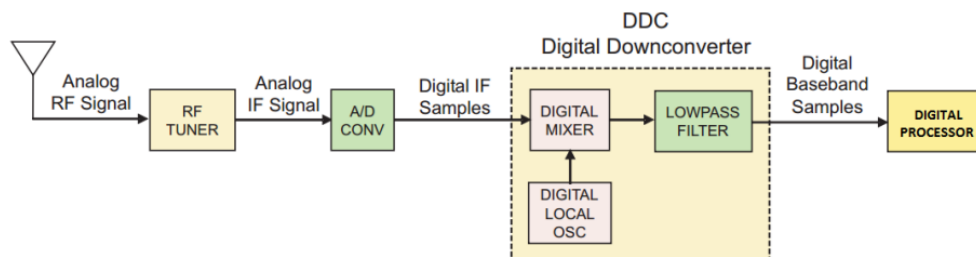 DDC
Digital Downconverter
Analog
RF Signal
RF
TUNER
Analog
IF Signal
A/D
CONV
Digital IF
Samples
DIGITAL
MIXER
LOWPASS
FILTER
DIGITAL
LOCAL
OSC
Digital
Baseband
Samples
DIGITAL
PROCESSOR